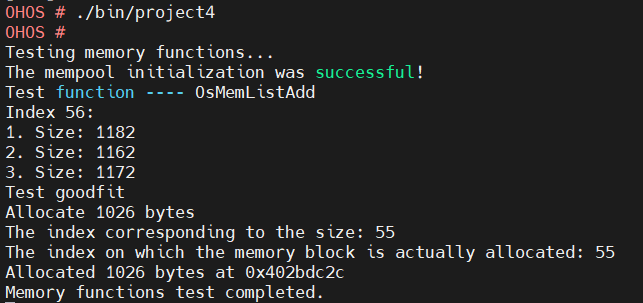 OHOS # ./bin/project4
OHOS #
Testing memory functions...
The mempool initialization was successful!
Test function ---- OsMemListAdd
Index 56:
1. Size: 1182
2. Size: 1162
3. Size: 1172
Test goodfit
Allocate 1026 bytes
The index corresponding to the size: 55
The index on which the memory block is actually allocated: 55
Allocated 1026 bytes at 0x402bdc2c
Memory functions test completed.